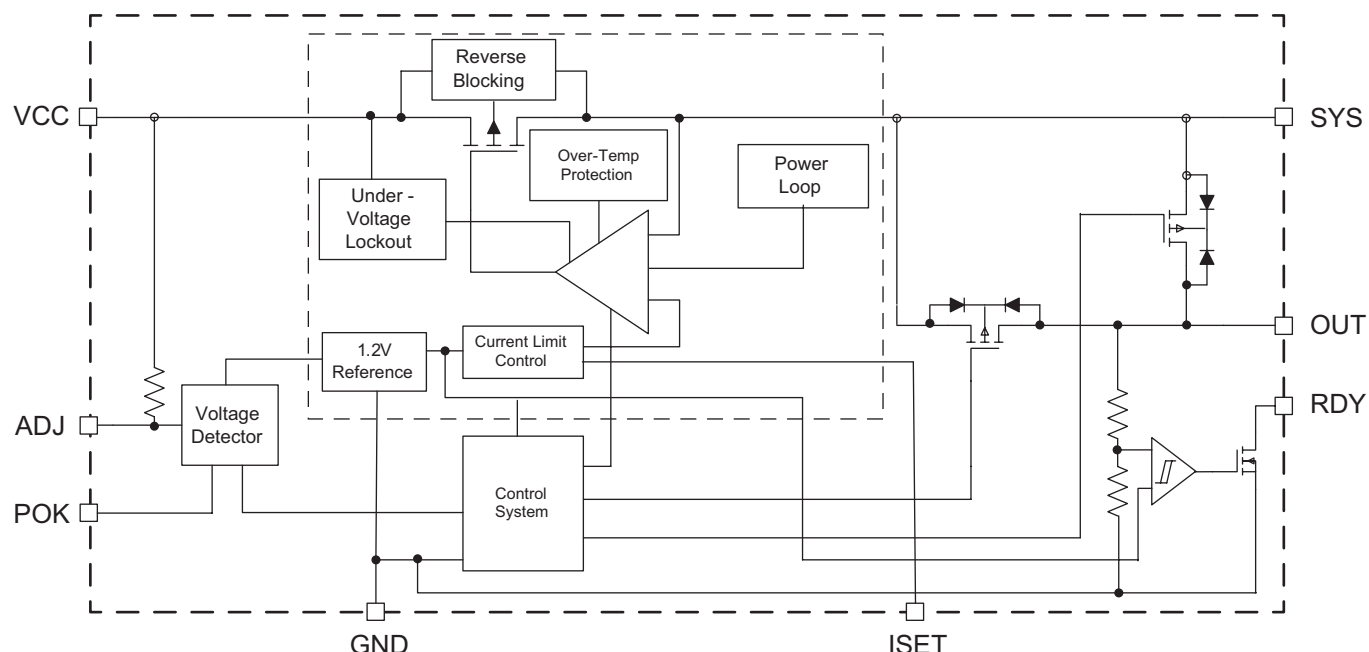 Reverse
Blocking
VCC
SYS
Over-Temp
Protection
Power
Loop
Under -
Voltage
Lockout
OUT
1.2V
Reference
Current Limit
Control
RDY
ADJ
Voltage
Detector
Control
System
POK
GND
ISET